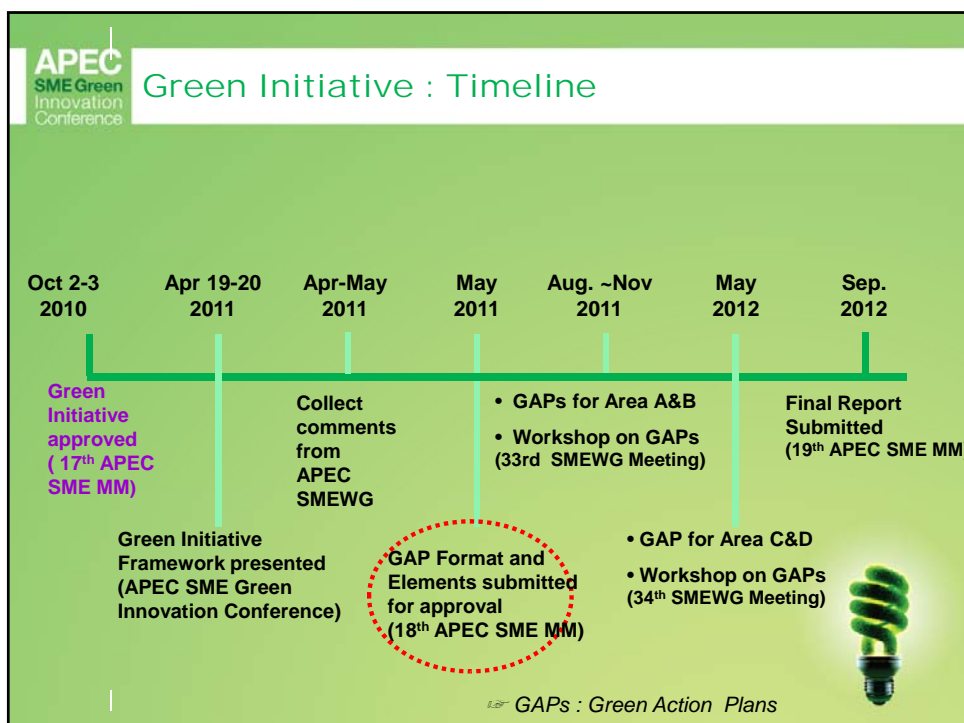 APEC
SME Green
Innovation
Conference
Green Initiative : Timeline
Oct 2-3
2010
Apr 19-20
2011
Apr-May
2011
May
2011
Aug. ~Nov
2011
May
2012
Sep.
2012
Green
Initiative
approved
( 17th APEC
SME MM)
Collect
comments
from
APEC
SMEWG
• GAPs for Area A&B
• Workshop on GAPs
(33rd SMEWG Meeting)
Final Report
Submitted
(19th APEC SME MM)
Green Initiative
Framework presented
(APEC SME Green
Innovation Conference)
GAP Format and
Elements submitted
for approval
(18th APEC SME MM)
• GAP for Area C&D
• Workshop on GAPs
(34th SMEWG Meeting)
☞ GAPs : Green Action Plans